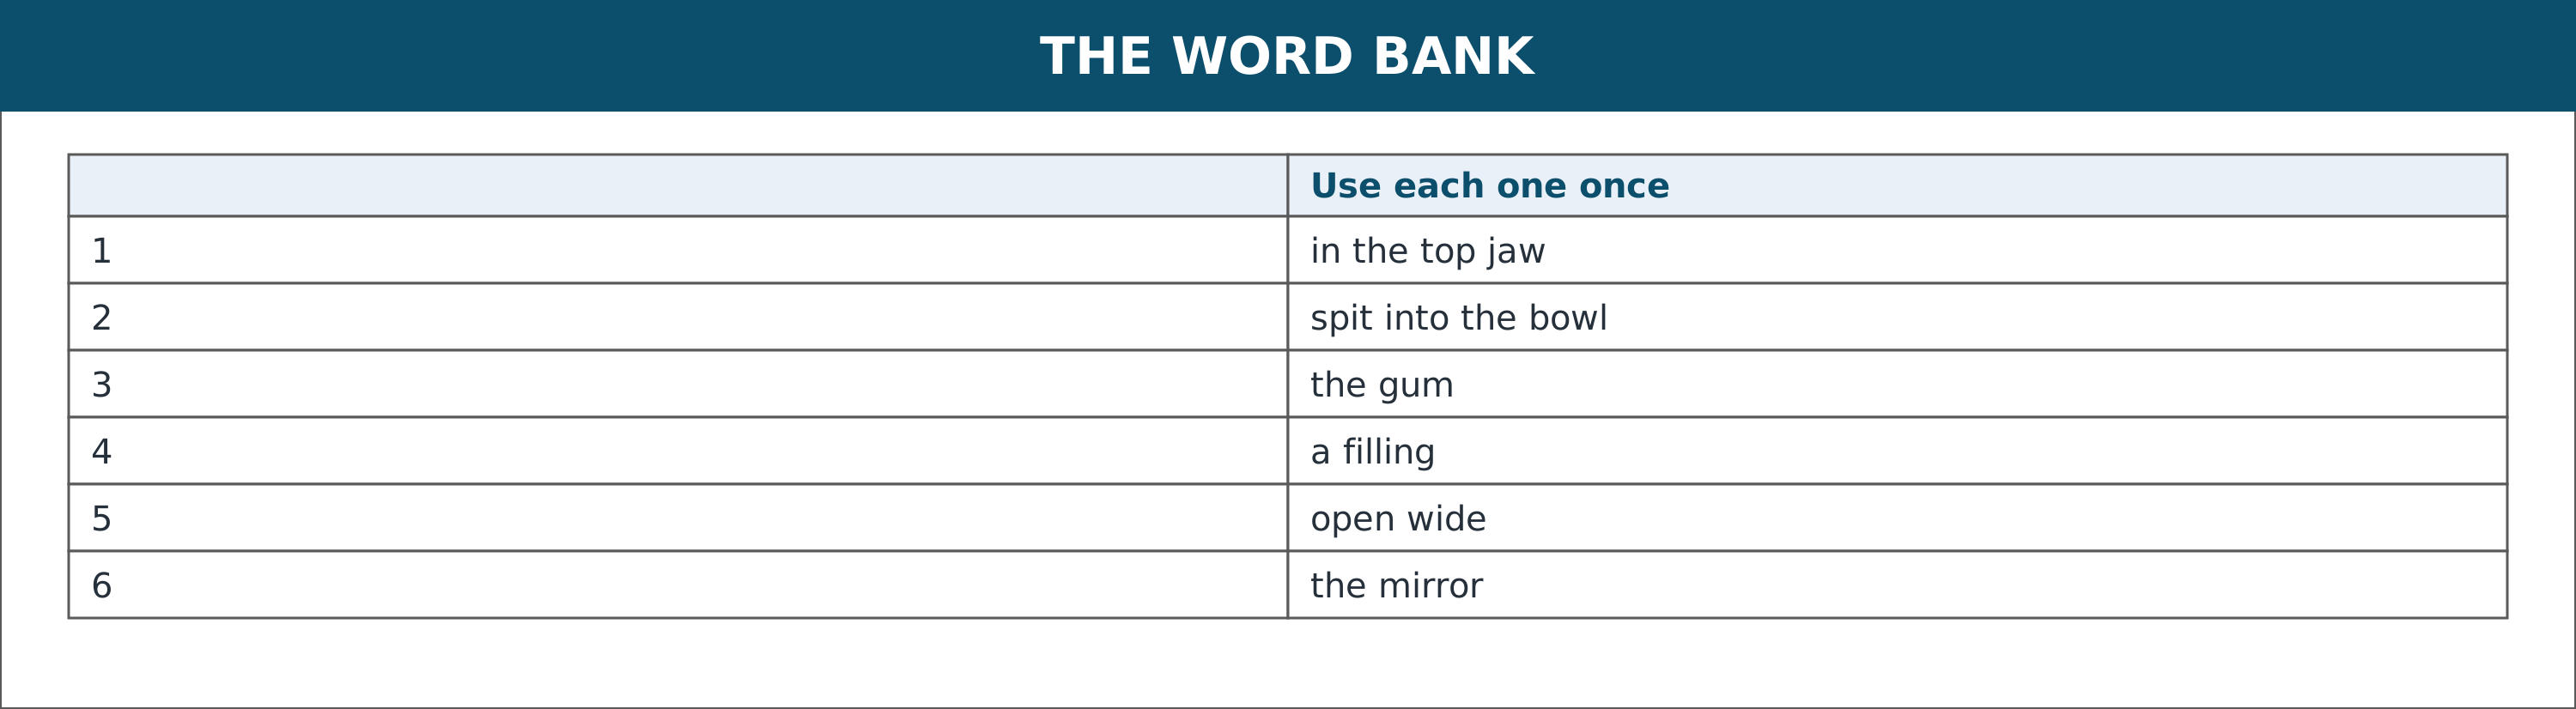 THE WORD BANK
Use each one once
1 in the top jaw
2 spit into the bowl
3 the gum
4 a filling
5 open wide
6 the mirror